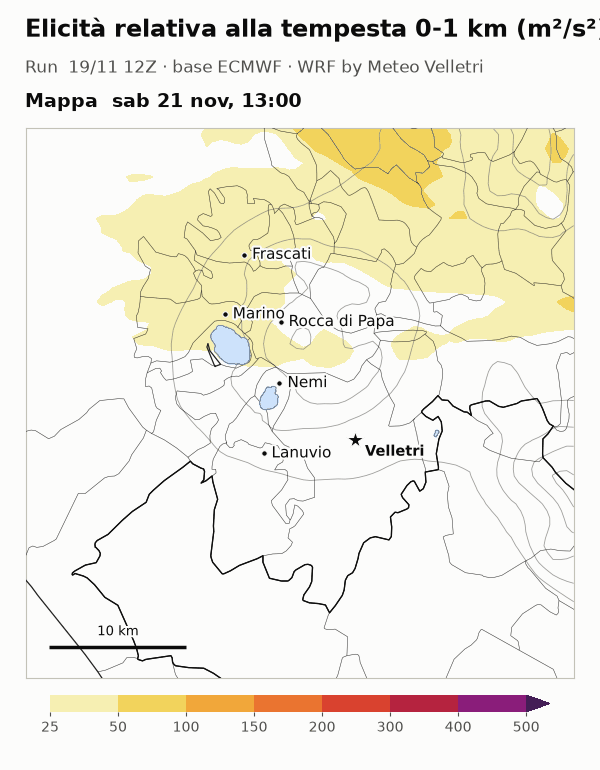 Elicità relativa alla tempesta 0-1 km (m²/s²)
Run  19/11 12Z · base ECMWF · WRF by Meteo Velletri
Mappa  sab 21 nov, 13:00
Frascati
Marino
Rocca di Papa
Nemi
Lanuvio
Velletri
10 km
25 50 100 150 200 300 400 500